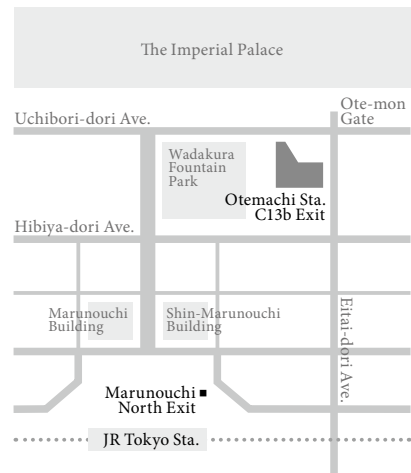 The Imperial Palace
Ote-mon
Gate
Uchibori-dori Ave.
Wadakura
Fountain
Park
Otemachi Sta.
C13b Exit
Hibiya-dori Ave.
Marunouchi
Building
Shin-Marunouchi
Building
Eitai-dori Ave.
Marunouchi
North Exit
JR Tokyo Sta.